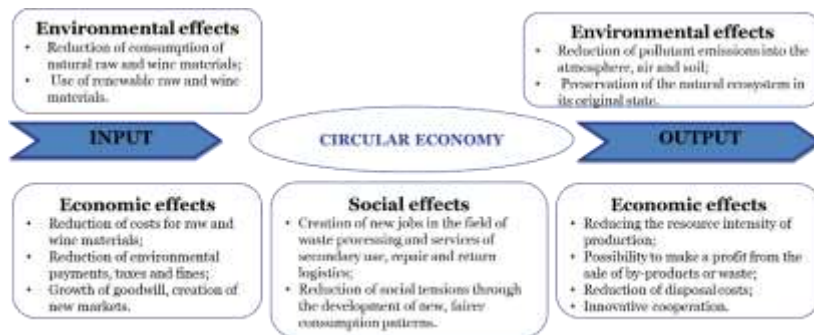 Environmental effects
• Reduction of consumption of
natural raw and wine materials;
• Use of renewable raw and wine
materials.
Environmental effects
• Reduction of pollutant emissions into the
atmosphere, air and soil;
• Preservation of the natural ecosystem in
its original state.
INPUT
CIRCULAR ECONOMY
OUTPUT
Economic effects
• Reduction of costs for raw and
wine materials;
• Reduction of environmental
payments, taxes and fines;
• Growth of goodwill, creation of
new markets.
Social effects
• Creation of new jobs in the field of
waste processing and services of
secondary use, repair and return
logistics;
• Reduction of social tensions through
the development of new, fairer
consumption patterns.
Economic effects
• Reducing the resource intensity of
production;
• Possibility to make a profit from the
sale of by-products or waste;
• Reduction of disposal costs;
• Innovative cooperation.